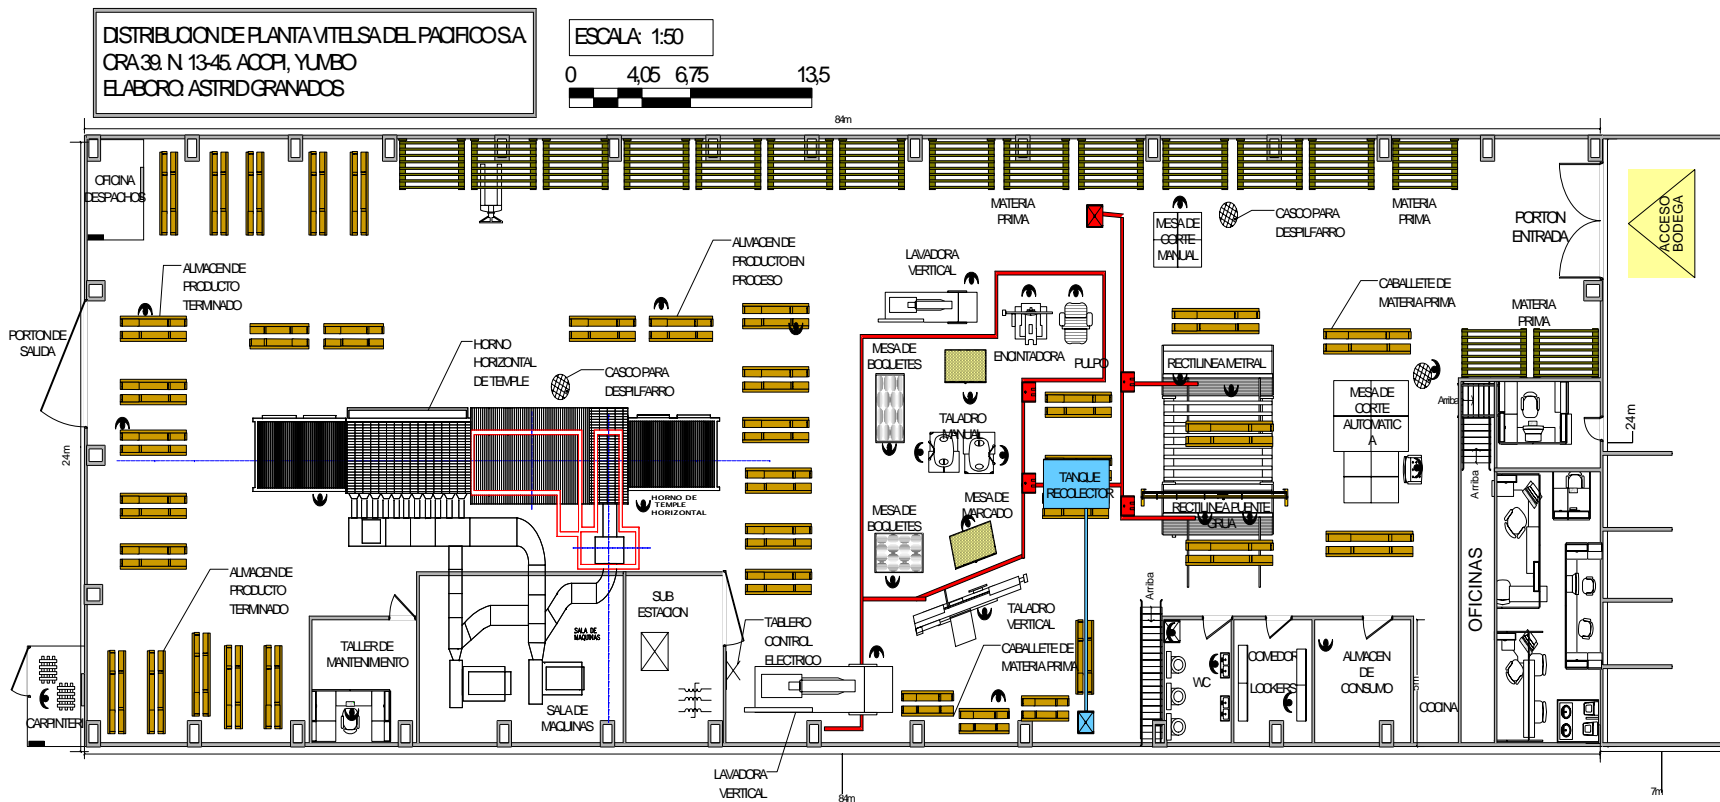 DISTRIBUCION DE PLANTA VITELSA DEL PACIFICO S.A
CRA 39. N. 13-45. ACOPI, YUMBO
ELABORO. ASTRID GRANADOS
ESCALA: 1:50
0 4,05 6,75 13,5
84m
OFICINA
DESPACHOS
MATERIA
PRIMA
MESA DE
CORTE
MANUAL
CASCO PARA
DESPILFARRO
MATERIA
PRIMA
PORTON
ENTRADA
ACCESO
BODEGA
ALMACEN DE
PRODUCTO
TERMINADO
ALMACEN DE
PRODUCTO EN
PROCESO
LAVADORA
VERTICAL
CABALLETE DE
MATERIA PRIMA
MATERIA
PRIMA
PORTON DE
SALIDA
HORNO
HORIZONTAL
DE TEMPLE
CASCO PARA
DESPILFARRO
MESA DE
BOQUETES
ENCINTADORA
PULPO
RECTILINEA METRAL
MESA DE
CORTE
AUTOMATIC
A
Arriba
24m
TALADRO
MANUAL
24m
TANQUE
RECOLECTOR
Arriba
HORNO DE
TEMPLE
HORIZONTAL
MESA DE
BOQUETES
MESA DE
MARCADO
RECTILINEA PUENTE
GRUA
OFICINAS
ALMACEN DE
PRODUCTO
TERMINADO
SUB
ESTACION
Arriba
TALADRO
VERTICAL
TABLERO
CONTROL
ELECTRICO
SALA DE
MAQUINAS
TALLER DE
MANTENIMIENTO
CABALLETE DE
MATERIA PRIMA
WC
COMEDOR
LOCKERS
ALMACEN
DE
CONSUMO
5m
COCINA
CARPINTERI
SALA DE
MAQUINAS
LAVADORA
VERTICAL
84m
7m